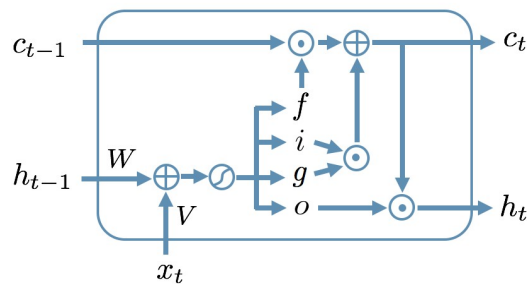 c_{t-1} c_t
f
i
W
h_{t-1} g
V
o h_t
x_t